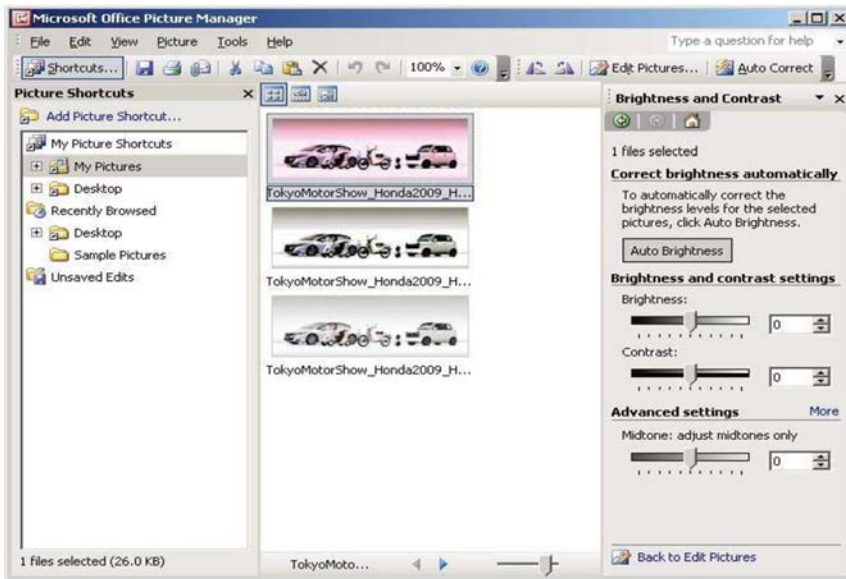 Microsoft Office Picture Manager
File Edit View Picture Tools Help
Type a question for help
Shortcuts... 100% Edit Pictures... Auto Correct
Picture Shortcuts
Add Picture Shortcut...
My Picture Shortcuts
My Pictures
Desktop
Recently Browsed
Desktop
Sample Pictures
Unsaved Edits
1 files selected (26.0 KB)
TokyoMotorShow_Honda2009_H...
TokyoMotorShow_Honda2009_H...
TokyoMotorShow_Honda2009_H...
TokyoMoto...
Brightness and Contrast
1 files selected
Correct brightness automatically
To automatically correct the
brightness levels for the selected
pictures, click Auto Brightness.
Auto Brightness
Brightness and contrast settings
Brightness:
0
Contrast:
0
Advanced settings More
Midtone: adjust midtones only
0
Back to Edit Pictures